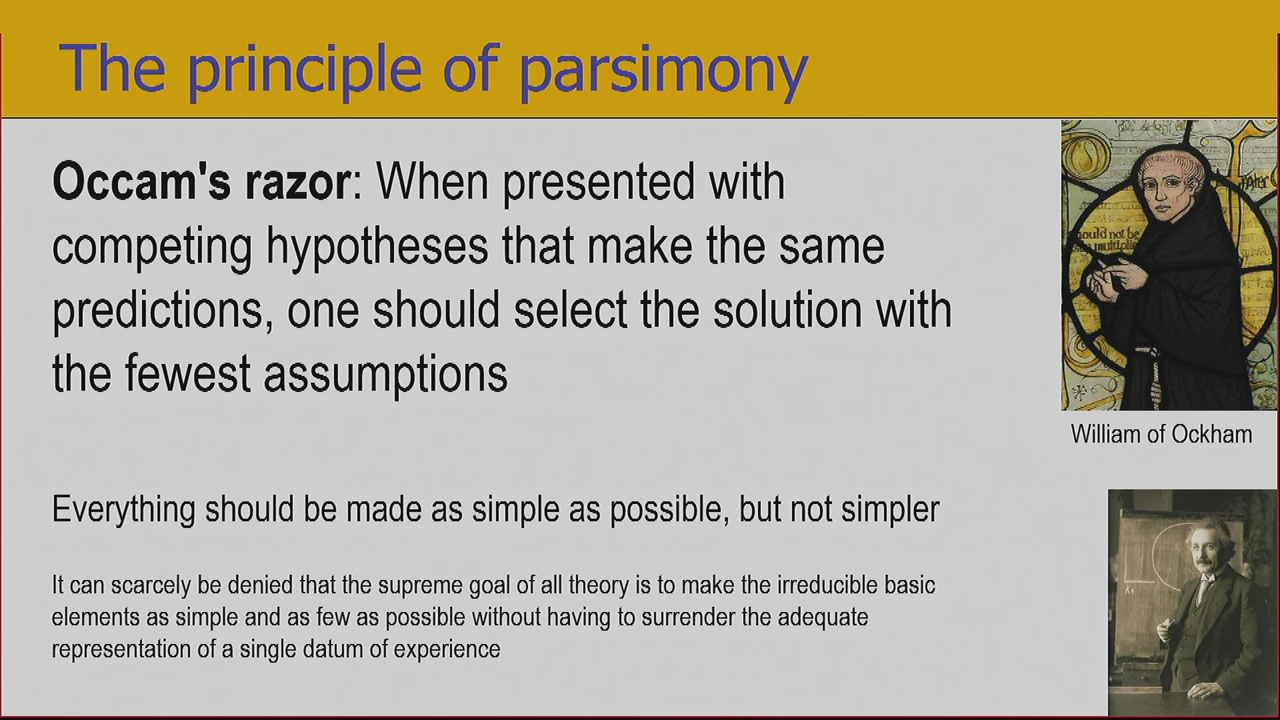 The principle of parsimony
Occam's razor: When presented with
competing hypotheses that make the same
predictions, one should select the solution with
the fewest assumptions
William of Ockham
Everything should be made as simple as possible, but not simpler
It can scarcely be denied that the supreme goal of all theory is to make the irreducible basic
elements as simple and as few as possible without having to surrender the adequate
representation of a single datum of experience